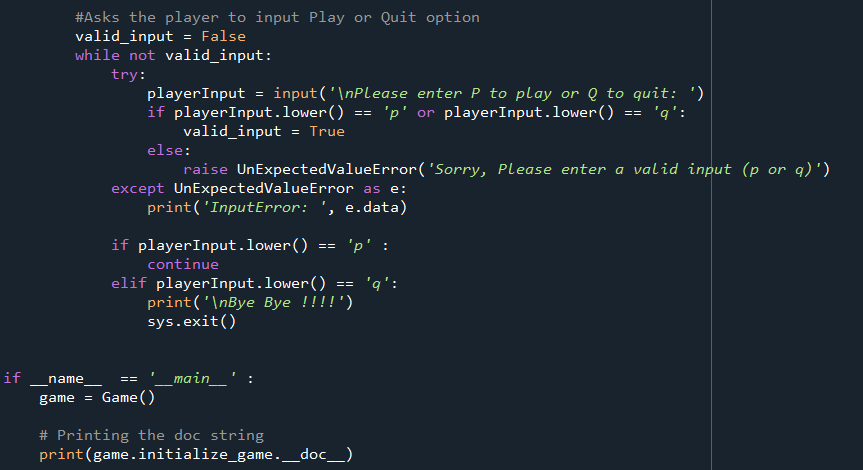 #Asks the player to input Play or Quit option
valid_input = False
while not valid_input:
try:
playerInput = input('\nPlease enter P to play or Q to quit: ')
if playerInput.lower() == 'p' or playerInput.lower() == 'q':
valid_input = True
else:
raise UnExpectedValueError('Sorry, Please enter a valid input (p or q)')
except UnExpectedValueError as e:
print('InputError: ', e.data)
if playerInput.lower() == 'p' :
continue
elif playerInput.lower() == 'q':
print('\nBye Bye !!!!')
sys.exit()
if __name__  == '__main__' :
game = Game()
# Printing the doc string
print(game.initialize_game.__doc__)